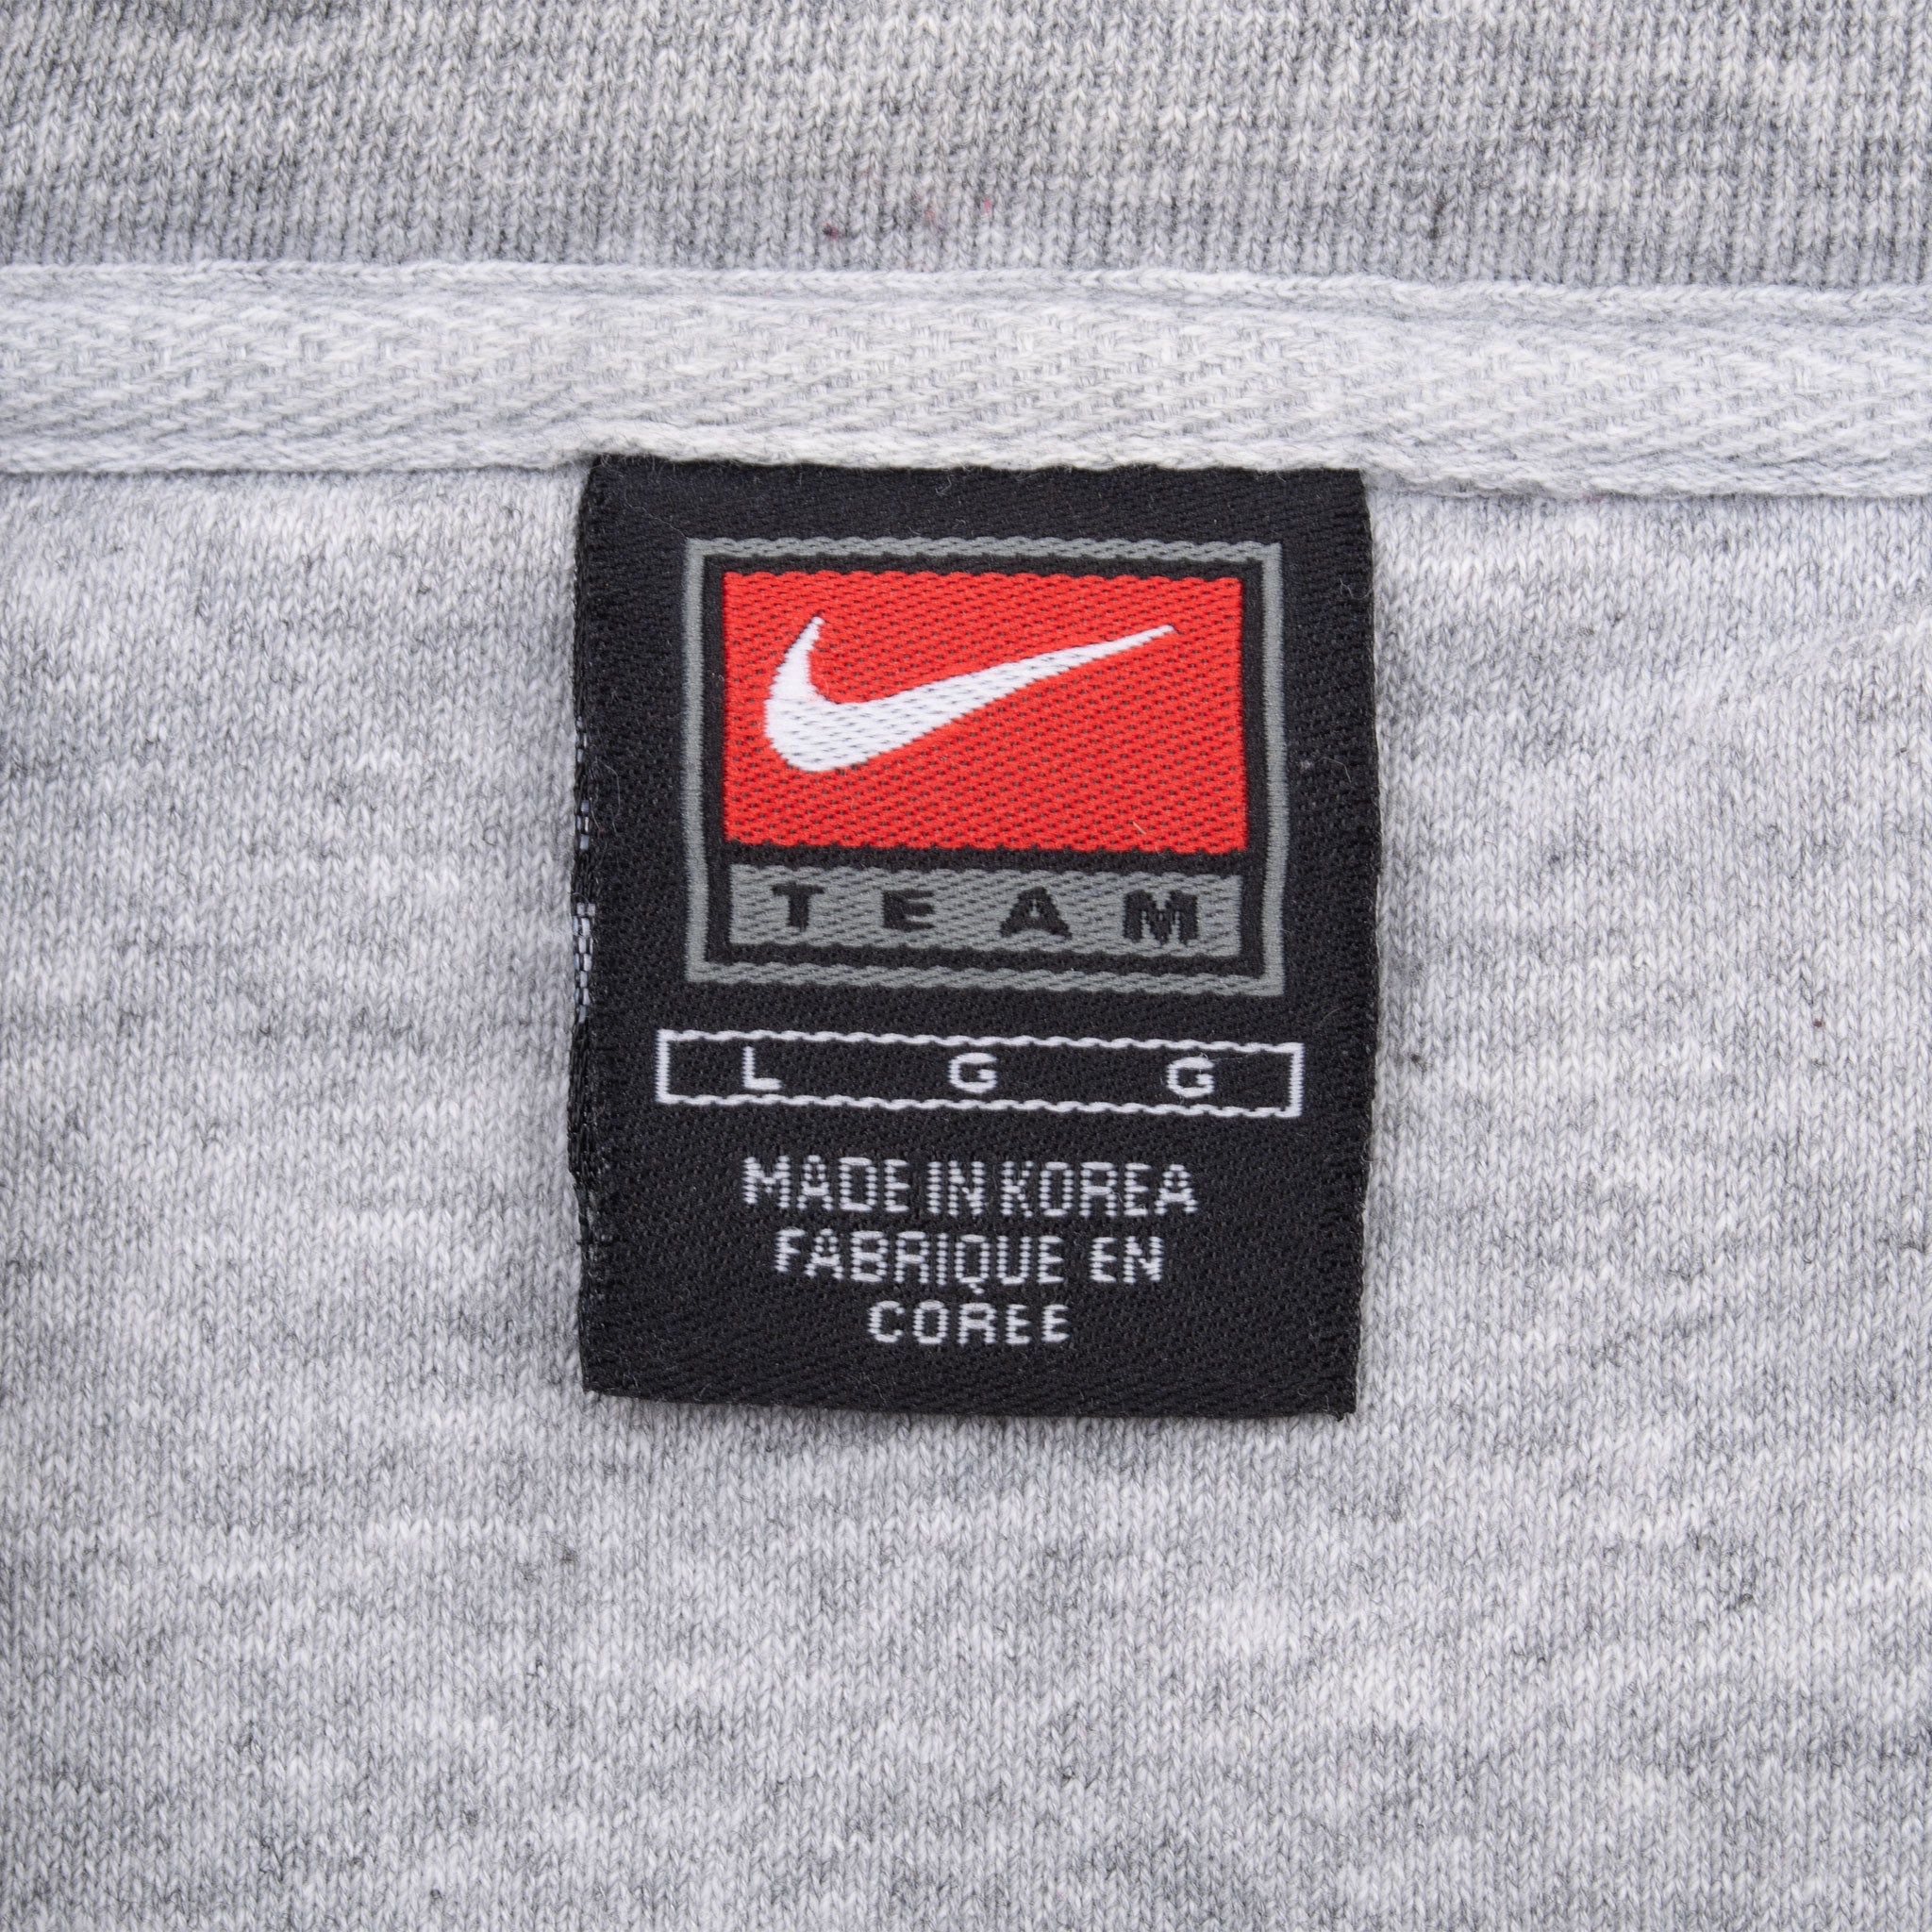 TEAM
L G G
MADE IN KOREA
FABRIQUE EN
COREE